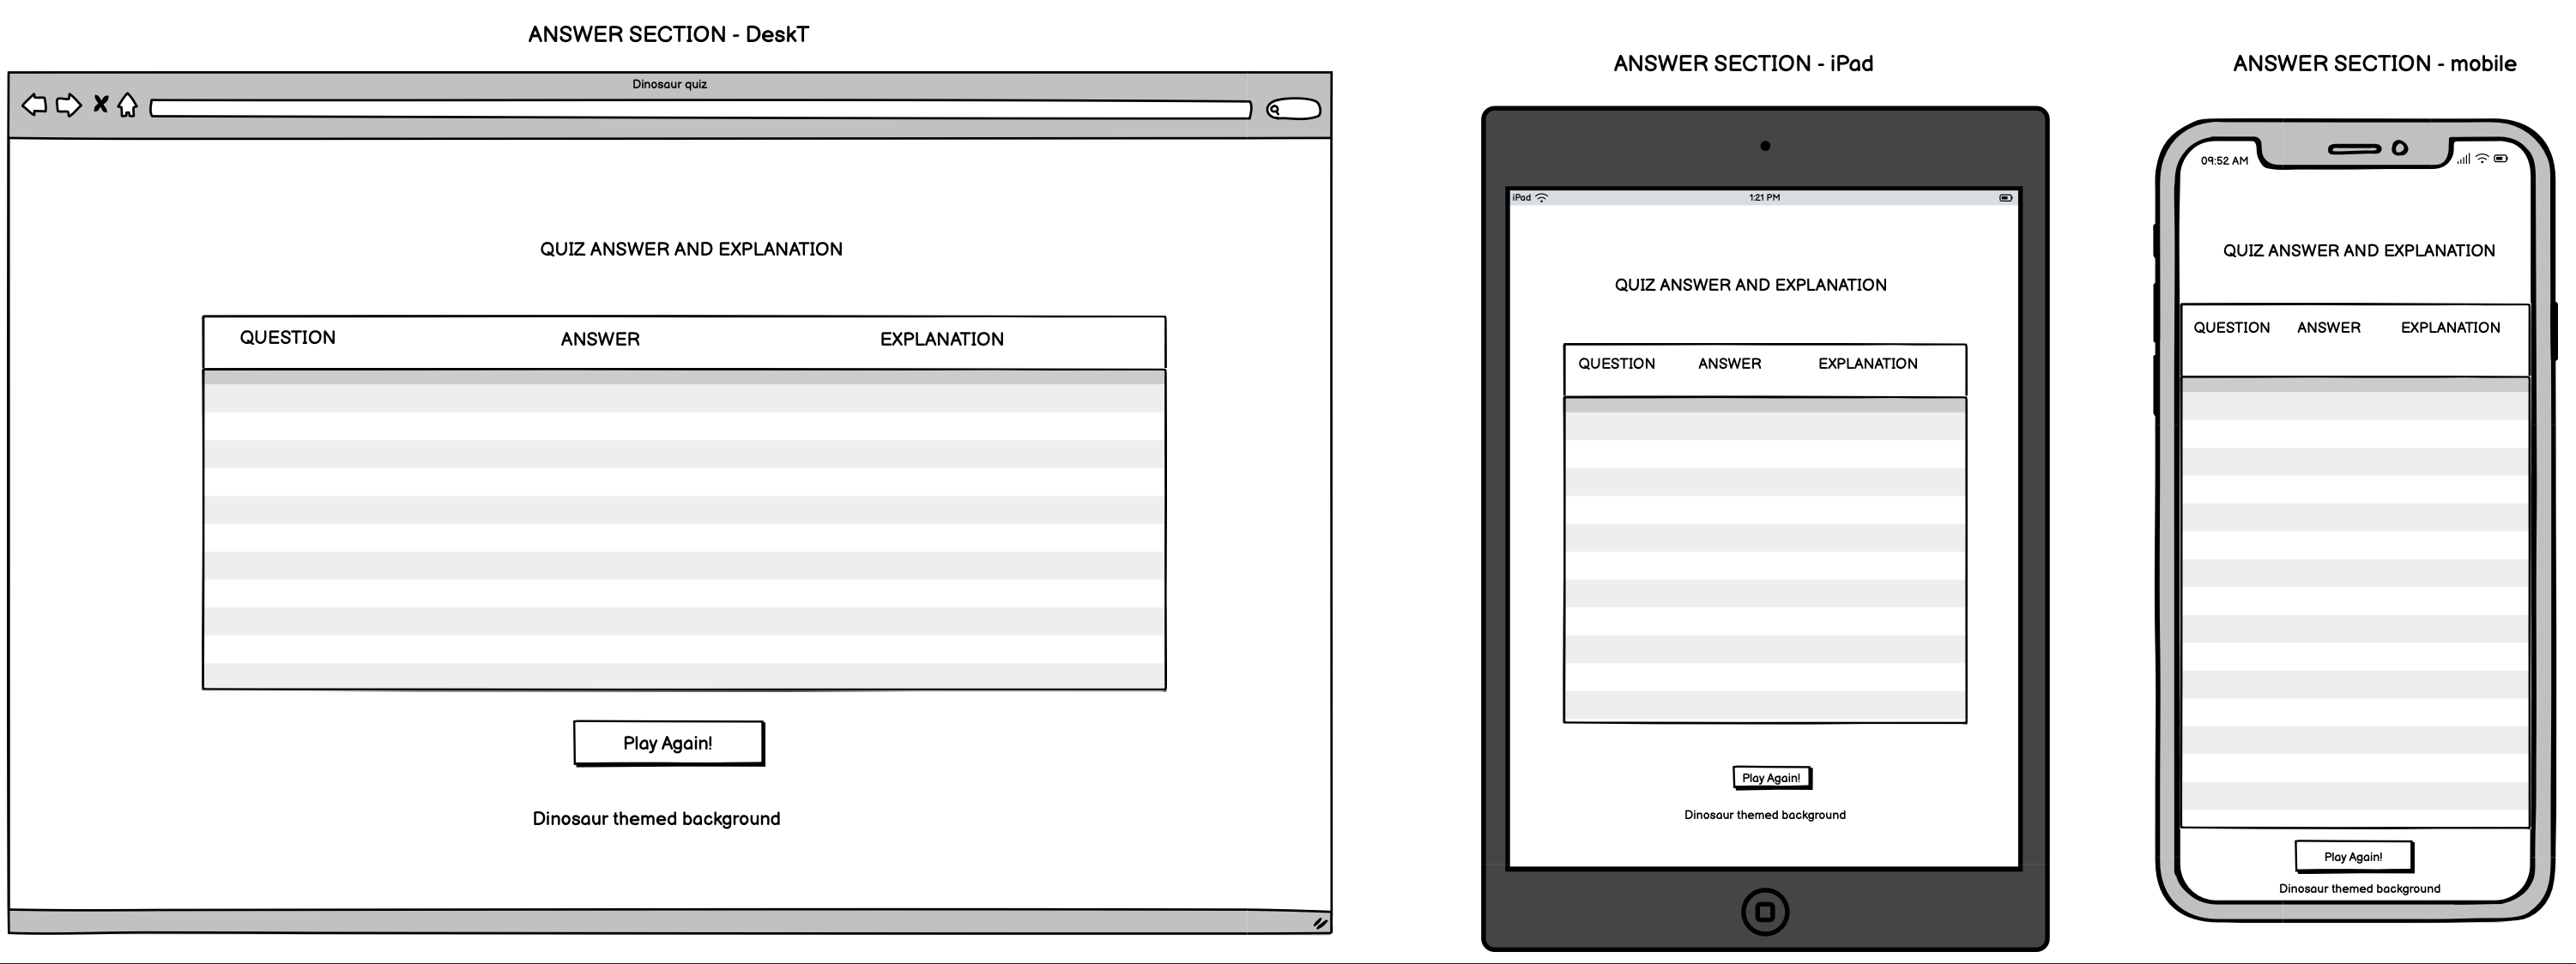 ANSWER SECTION - DeskT
Dinosaur quiz
QUIZ ANSWER AND EXPLANATION
QUESTION ANSWER EXPLANATION
Play Again!
Dinosaur themed background
ANSWER SECTION - iPad
iPad 1:21 PM
QUIZ ANSWER AND EXPLANATION
QUESTION ANSWER EXPLANATION
Play Again!
Dinosaur themed background
ANSWER SECTION - mobile
09:52 AM
QUIZ ANSWER AND EXPLANATION
QUESTION ANSWER EXPLANATION
Play Again!
Dinosaur themed background